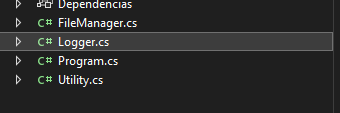 Dependencias
C# FileManager.cs
C# Logger.cs
C# Program.cs
C# Utility.cs